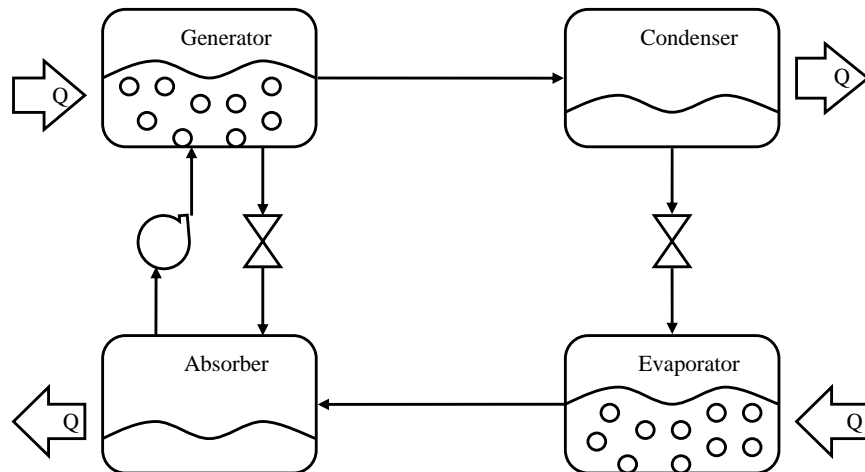 Generator
Condenser
Q
Q
Absorber
Evaporator
Q
Q